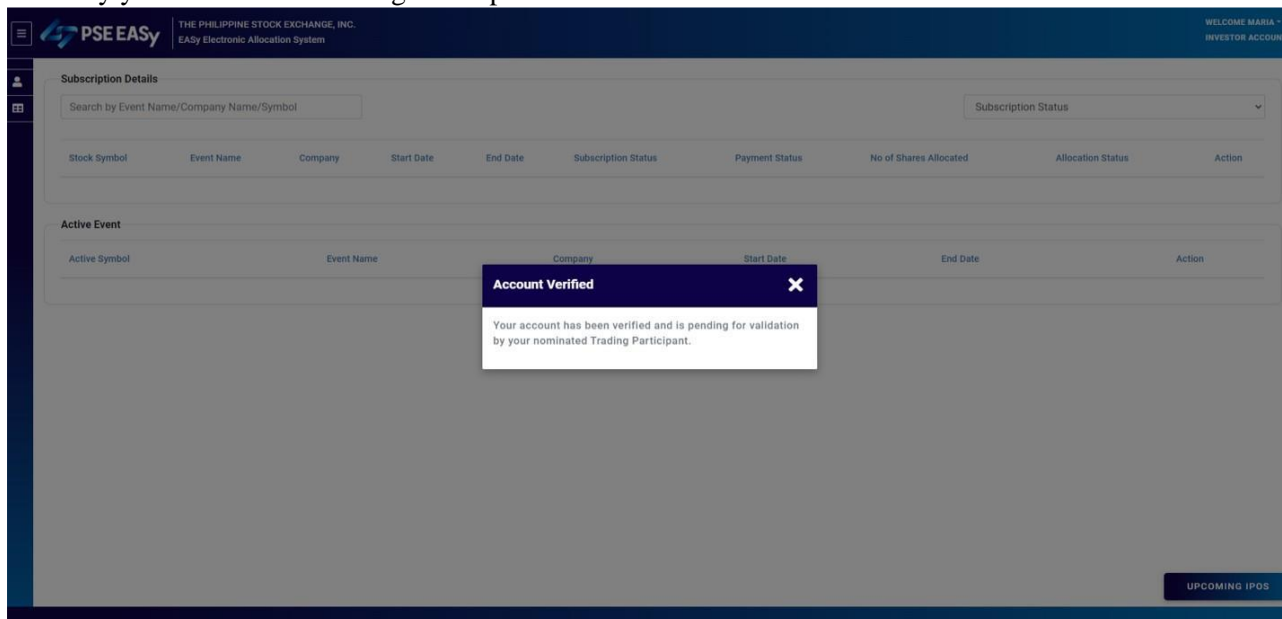 PSE EASy
THE PHILIPPINE STOCK EXCHANGE, INC.
EASy Electronic Allocation System
WELCOME MARIA
INVESTOR ACCOUN
Subscription Details
Search by Event Name/Company Name/Symbol
Subscription Status
Stock Symbol Event Name Company Start Date End Date Subscription Status Payment Status No of Shares Allocated Allocation Status Action
Active Event
Active Symbol Event Name Company Start Date End Date Action
Account Verified
Your account has been verified and is pending for validation
by your nominated Trading Participant.
UPCOMING IPOS